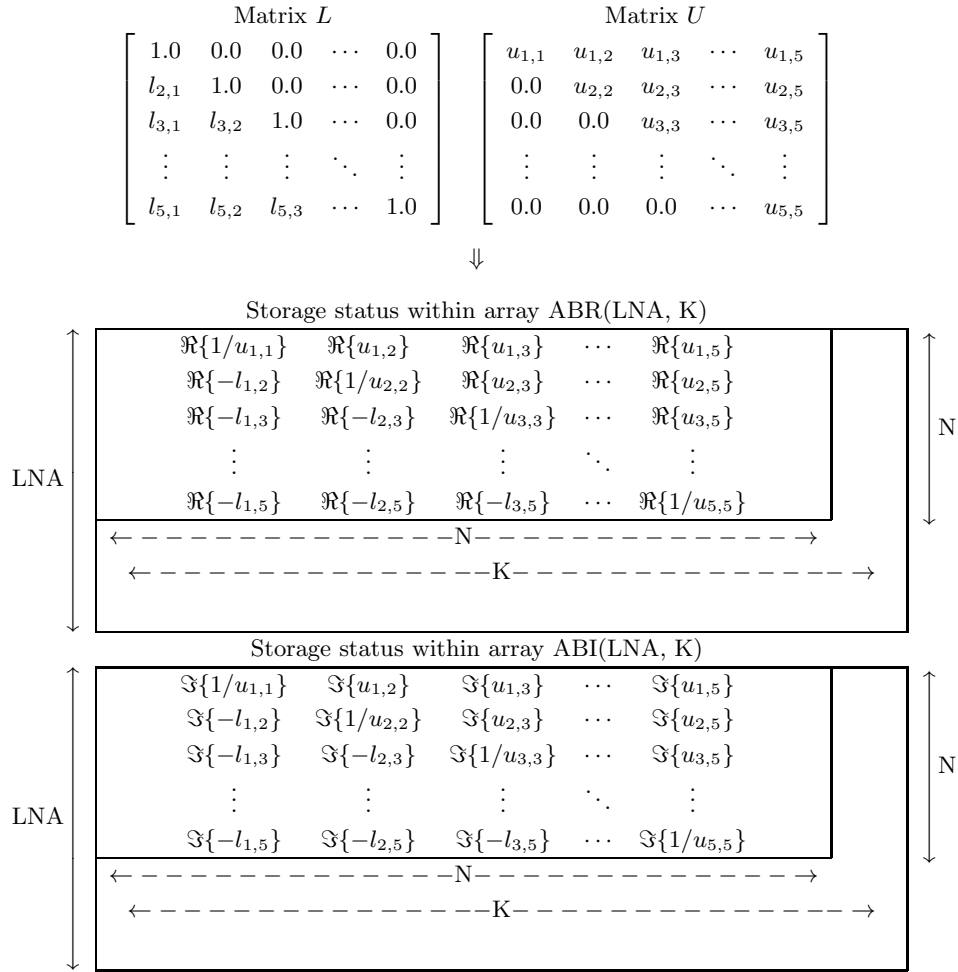 Matrix L Matrix U
1.0 0.0 0.0 ⋯ 0.0 u1,1 u1,2 u1,3 ⋯ u1,5
l2,1 1.0 0.0 ⋯ 0.0 0.0 u2,2 u2,3 ⋯ u2,5
l3,1 l3,2 1.0 ⋯ 0.0 0.0 0.0 u3,3 ⋯ u3,5
⋮ ⋮ ⋮ ⋱ ⋮ ⋮ ⋮ ⋮ ⋱ ⋮
l5,1 l5,2 l5,3 ⋯ 1.0 0.0 0.0 0.0 ⋯ u5,5
⇓
Storage status within array ABR(LNA, K)
ℜ{1/u1,1} ℜ{u1,2} ℜ{u1,3} ⋯ ℜ{u1,5}
ℜ{−l1,2} ℜ{1/u2,2} ℜ{u2,3} ⋯ ℜ{u2,5}
ℜ{−l1,3} ℜ{−l2,3} ℜ{1/u3,3} ⋯ ℜ{u3,5}
N
⋮ ⋮ ⋮ ⋱ ⋮
LNA
ℜ{−l1,5} ℜ{−l2,5} ℜ{−l3,5} ⋯ ℜ{1/u5,5}
N
K
Storage status within array ABI(LNA, K)
ℑ{1/u1,1} ℑ{u1,2} ℑ{u1,3} ⋯ ℑ{u1,5}
ℑ{−l1,2} ℑ{1/u2,2} ℑ{u2,3} ⋯ ℑ{u2,5}
ℑ{−l1,3} ℑ{−l2,3} ℑ{1/u3,3} ⋯ ℑ{u3,5}
N
⋮ ⋮ ⋮ ⋱ ⋮
LNA
ℑ{−l1,5} ℑ{−l2,5} ℑ{−l3,5} ⋯ ℑ{1/u5,5}
N
K